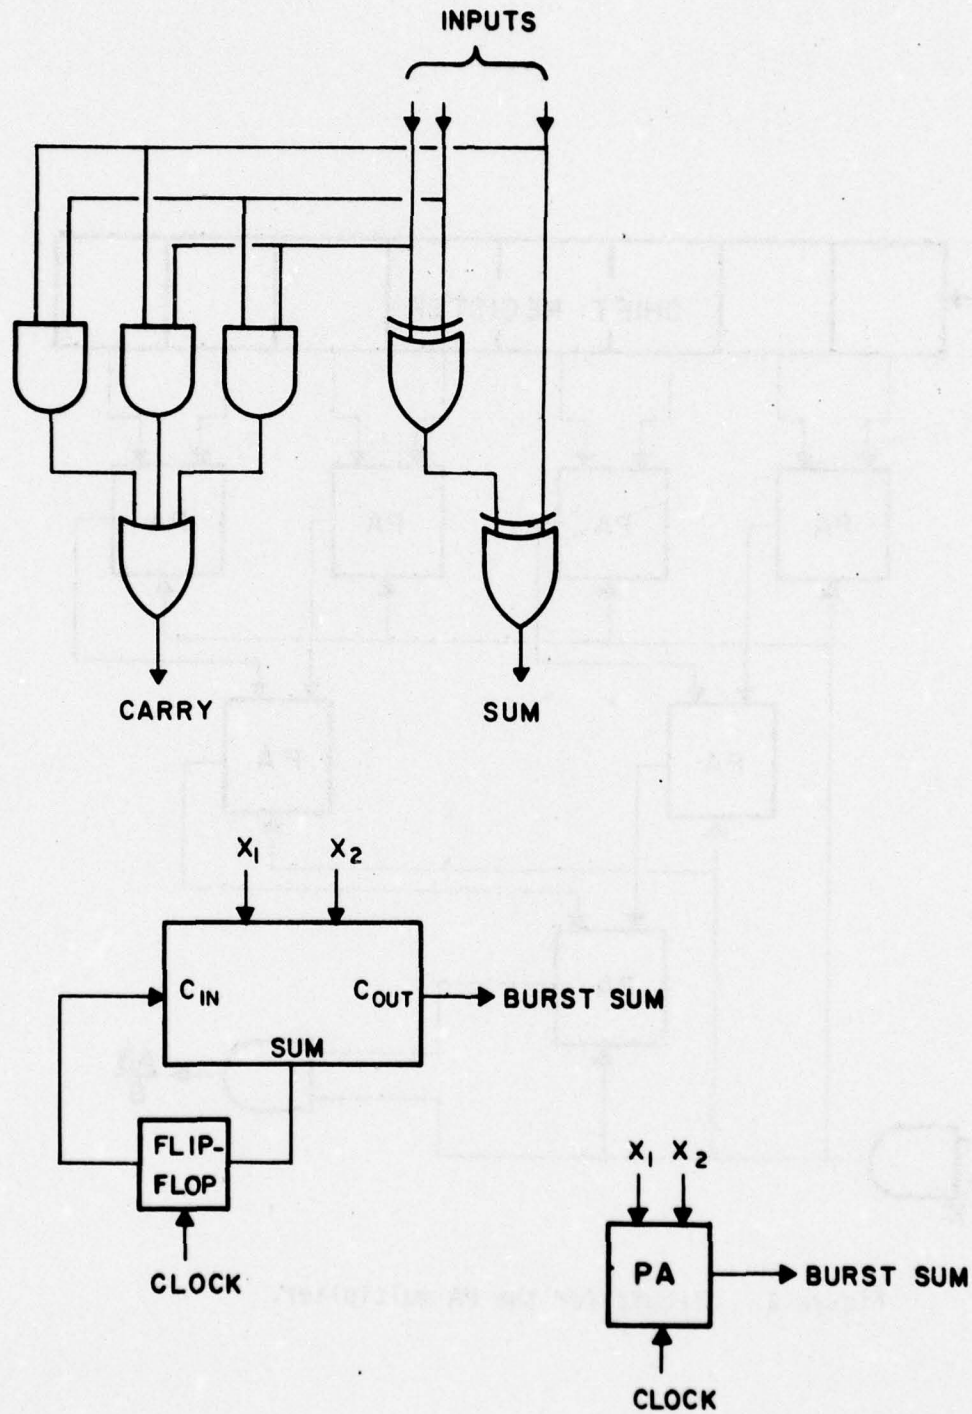 INPUTS
CARRY
SUM
X1 X2
CIN COUT
BURST SUM
SUM
FLIP-
FLOP
CLOCK
X1 X2
PA
BURST SUM
CLOCK